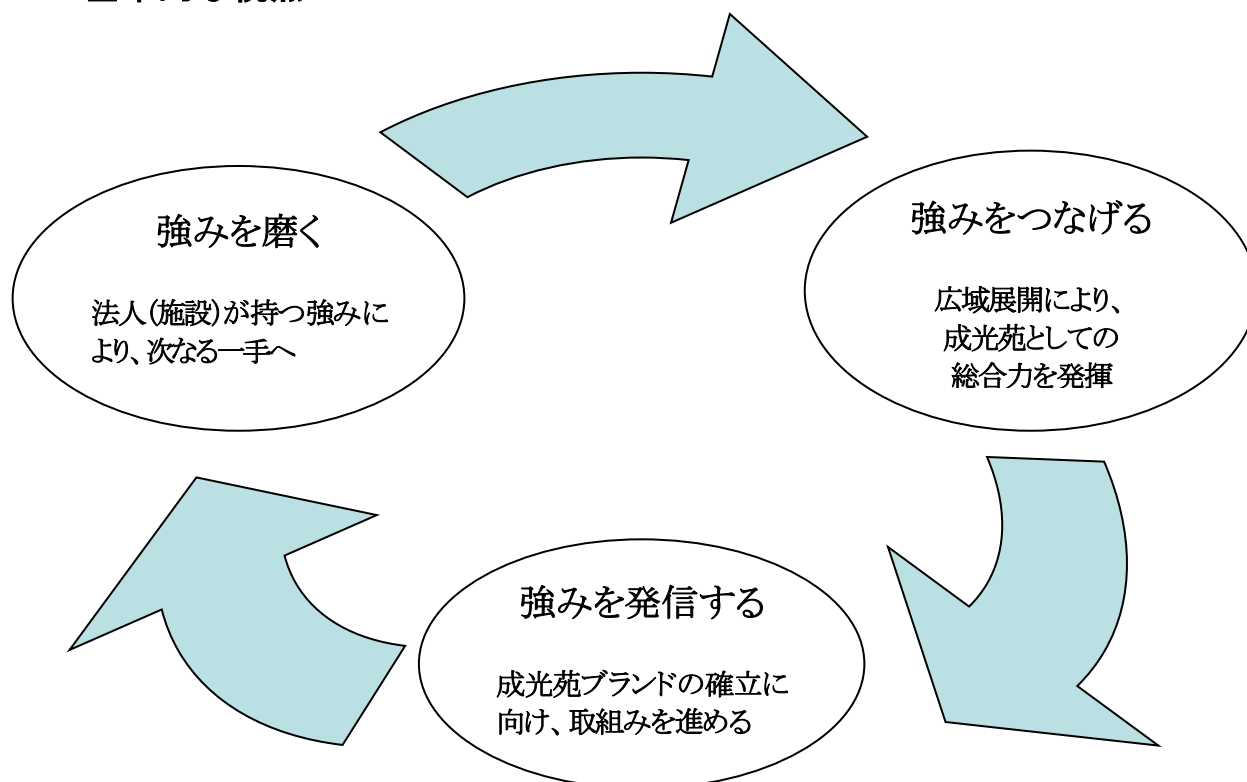 強みを磨く
法人（施設）が持つ強みに
より、次なる一手へ
強みをつなげる
広域展開により、
成光苑としての
総合力を発揮
強みを発信する
成光苑ブランドの確立に
向け、取組みを進める